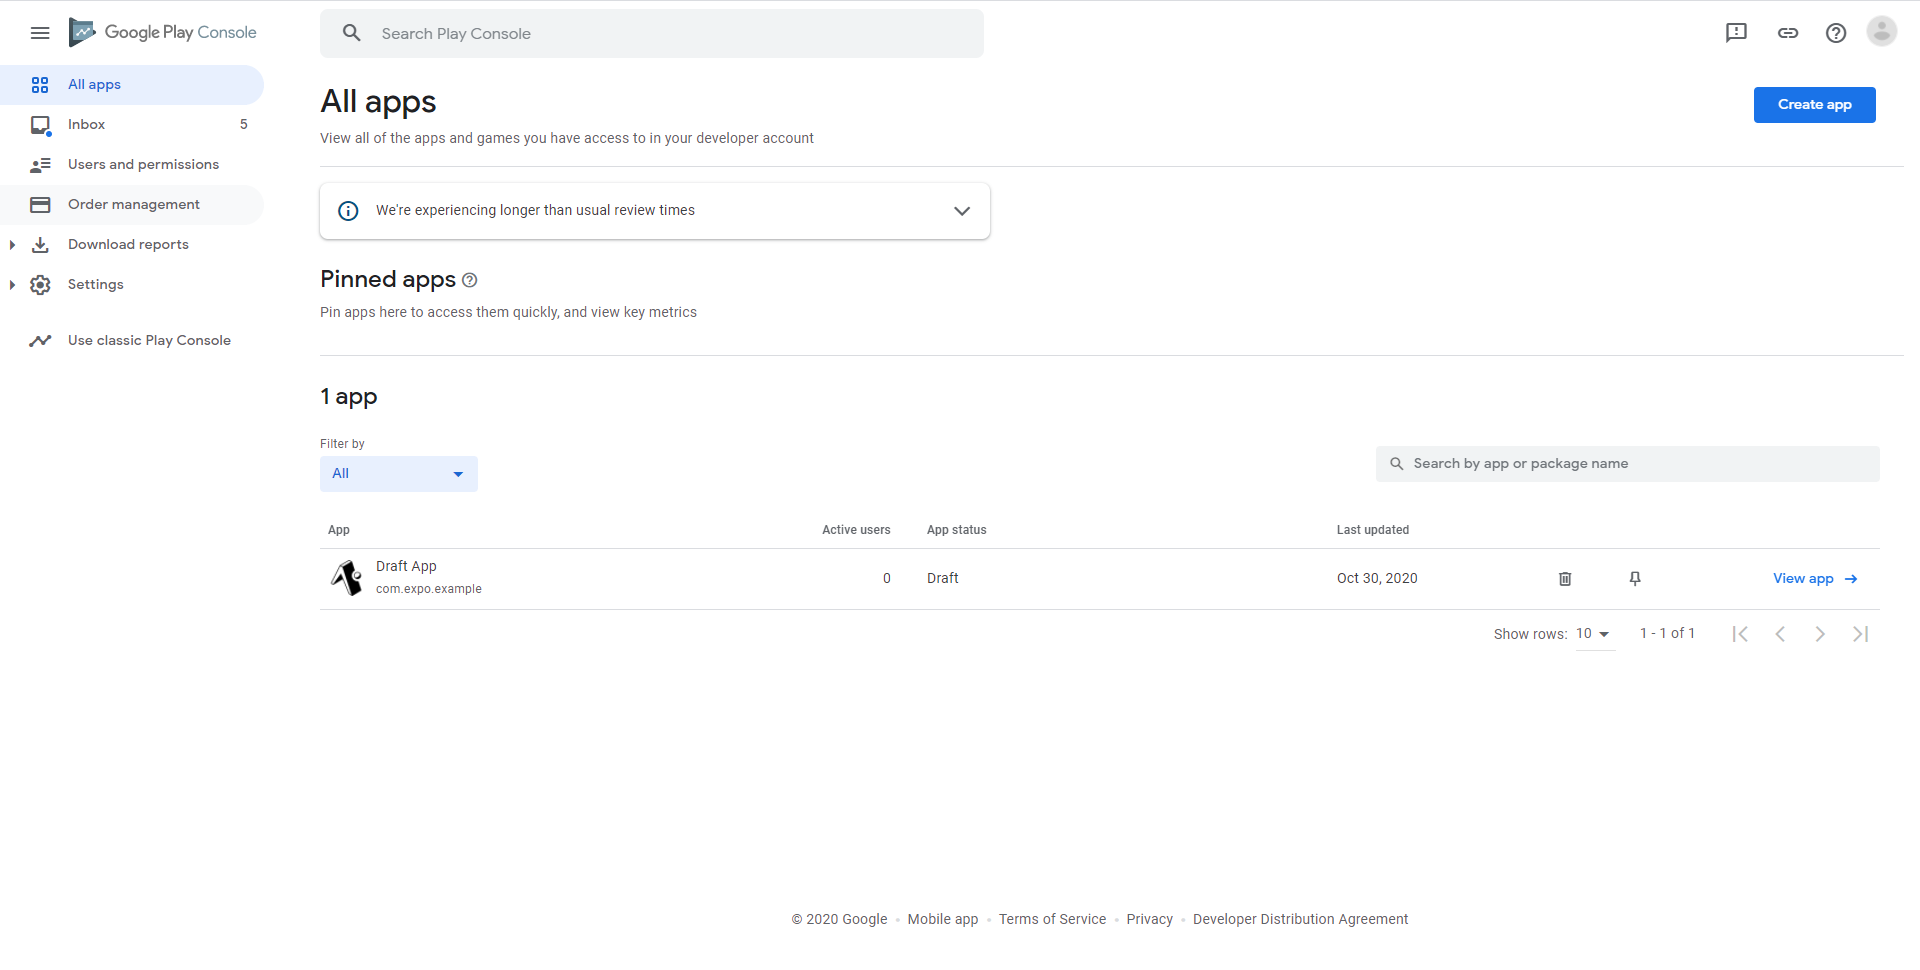 Google Play Console
Search Play Console
All apps
Inbox 5
Users and permissions
Order management
Download reports
Settings
Use classic Play Console
All apps
Create app
View all of the apps and games you have access to in your developer account
We're experiencing longer than usual review times
Pinned apps
Pin apps here to access them quickly, and view key metrics
1 app
Filter by
All
Search by app or package name
App Active users App status Last updated
Draft App
com.expo.example
0 Draft Oct 30, 2020 View app
Show rows: 10 1 - 1 of 1
© 2020 Google • Mobile app • Terms of Service • Privacy • Developer Distribution Agreement